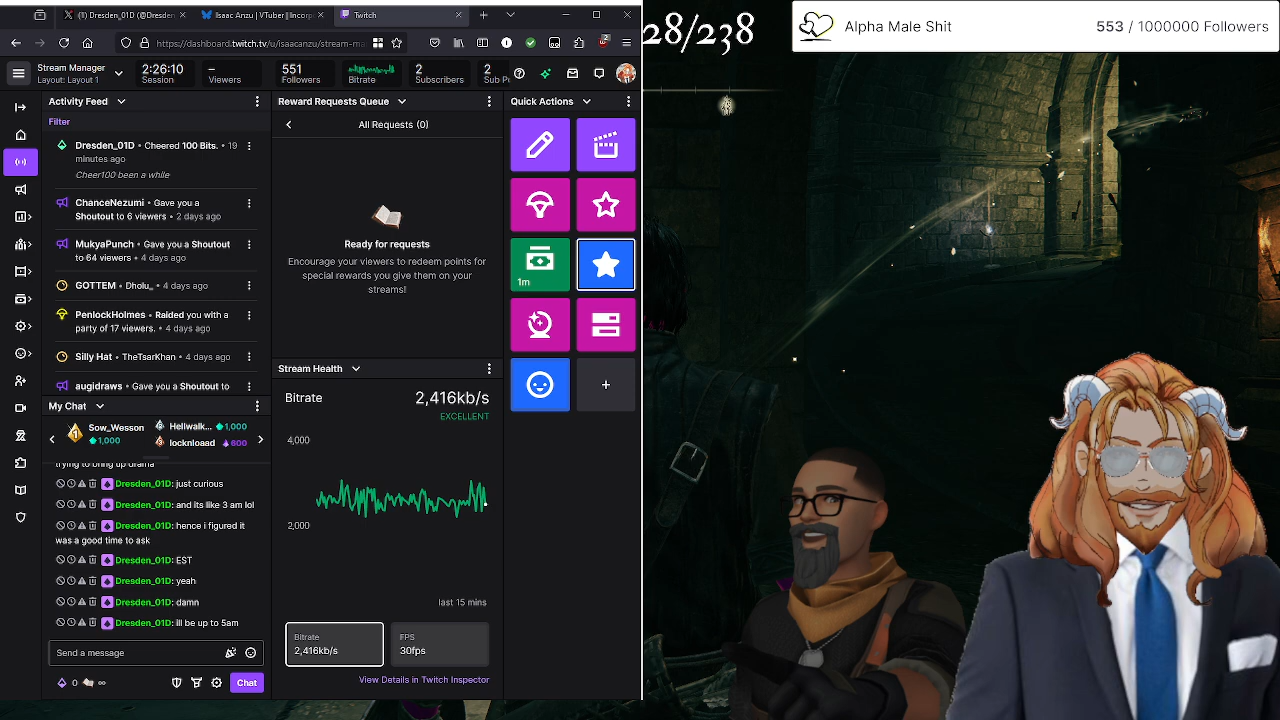 (1) Dresden_01D (@Dresden
Isaac Anzu | VTuber ||Incorp
Twitch
https://dashboard.twitch.tv/u/isaacanzu/stream-ma
Stream Manager
Layout: Layout 1
2:26:10
Session
–
Viewers
551
Followers
Bitrate
2
Subscribers
2
Sub P
Activity Feed
Filter
Dresden_01D • Cheered 100 Bits. • 19
minutes ago
Cheer100 been a while
ChanceNezumi • Gave you a
Shoutout to 6 viewers • 2 days ago
MukyaPunch • Gave you a Shoutout
to 64 viewers • 4 days ago
GOTTEM • Dholu_ • 4 days ago
PenlockHolmes • Raided you with a
party of 17 viewers. • 4 days ago
Silly Hat • TheTsarKhan • 4 days ago
augidraws • Gave you a Shoutout to
My Chat
Sow_Wesson
1,000
Hellwalk...
1,000
locknloaad
600
trying to bring up drama
Dresden_01D: just curious
Dresden_01D: and its like 3 am lol
Dresden_01D: hence i figured it
was a good time to ask
Dresden_01D: EST
Dresden_01D: yeah
Dresden_01D: damn
Dresden_01D: ill be up to 5am
Send a message
0
∞
Chat
Reward Requests Queue
All Requests (0)
Ready for requests
Encourage your viewers to redeem points for
special rewards you give them on your
streams!
Stream Health
Bitrate
2,416kb/s
EXCELLENT
4,000
2,000
last 15 mins
Bitrate
2,416kb/s
FPS
30fps
View Details in Twitch Inspector
Quick Actions
1m
28/238
Alpha Male Shit
553 / 1000000 Followers